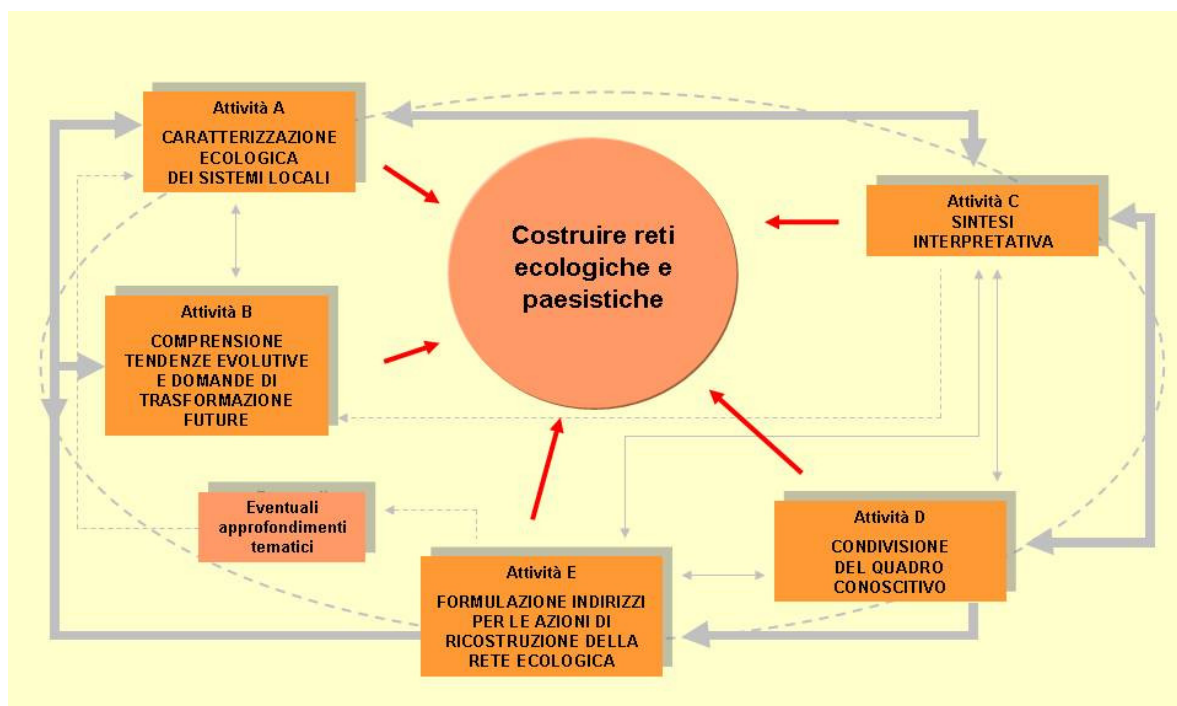 Attività A
CARATTERIZZAZIONE
ECOLOGICA
DEI SISTEMI LOCALI
Costruire reti
ecologiche e
paesistiche
Attività C
SINTESI
INTERPRETATIVA
Attività B
COMPRENSIONE
TENDENZE EVOLUTIVE
E DOMANDE DI
TRASFORMAZIONE
FUTURE
Eventuali
approfondimenti
tematici
Attività D
CONDIVISIONE
DEL QUADRO
CONOSCITIVO
Attività E
FORMULAZIONE INDIRIZZI
PER LE AZIONI DI
RICOSTRUZIONE DELLA
RETE ECOLOGICA